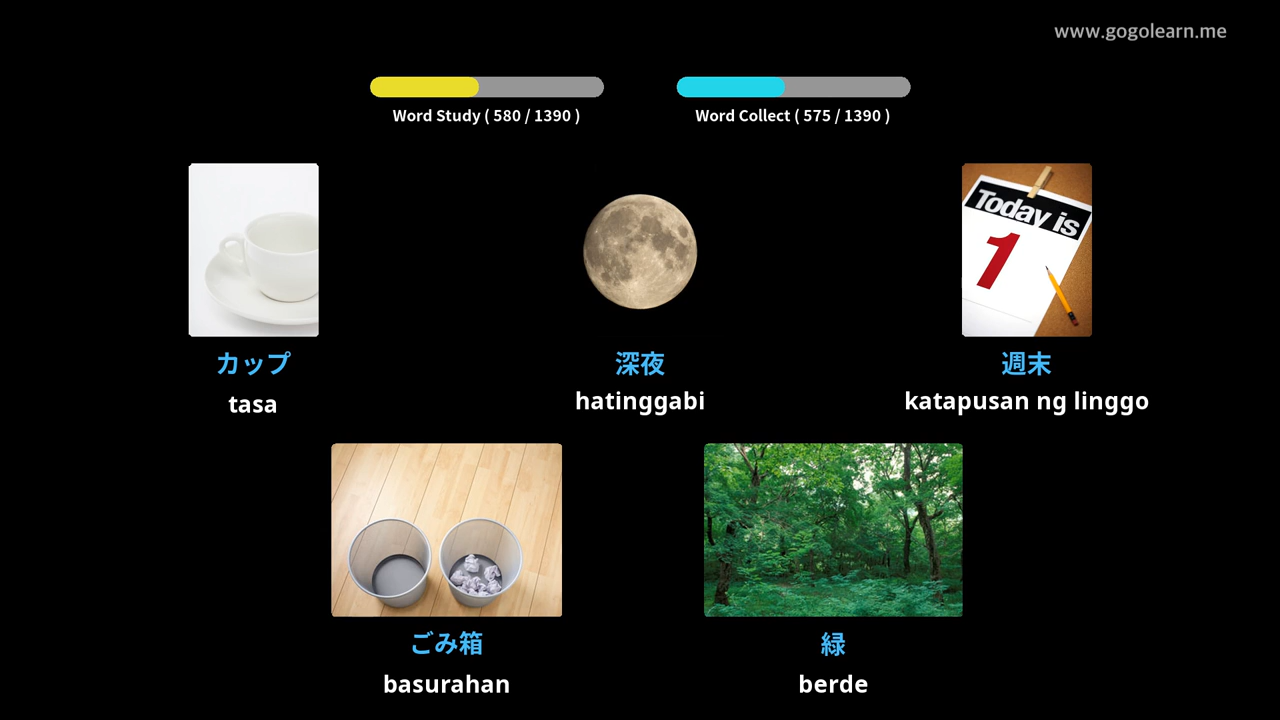 www.gogolearn.me
Word Study ( 580 / 1390 )
Word Collect ( 575 / 1390 )
Today is
1
カップ
tasa
深夜
hatinggabi
週末
katapusan ng linggo
ごみ箱
basurahan
緑
berde